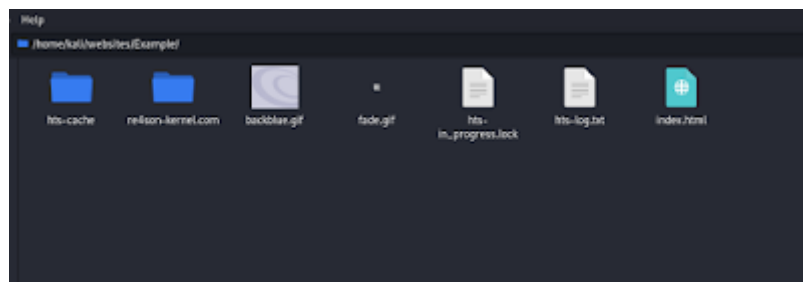 Help
/home/kali/websites/Example/
hts-cache
re4son-kernel.com
backblue.gif
fade.gif
hts-
in_progress.lock
hts-log.txt
index.html